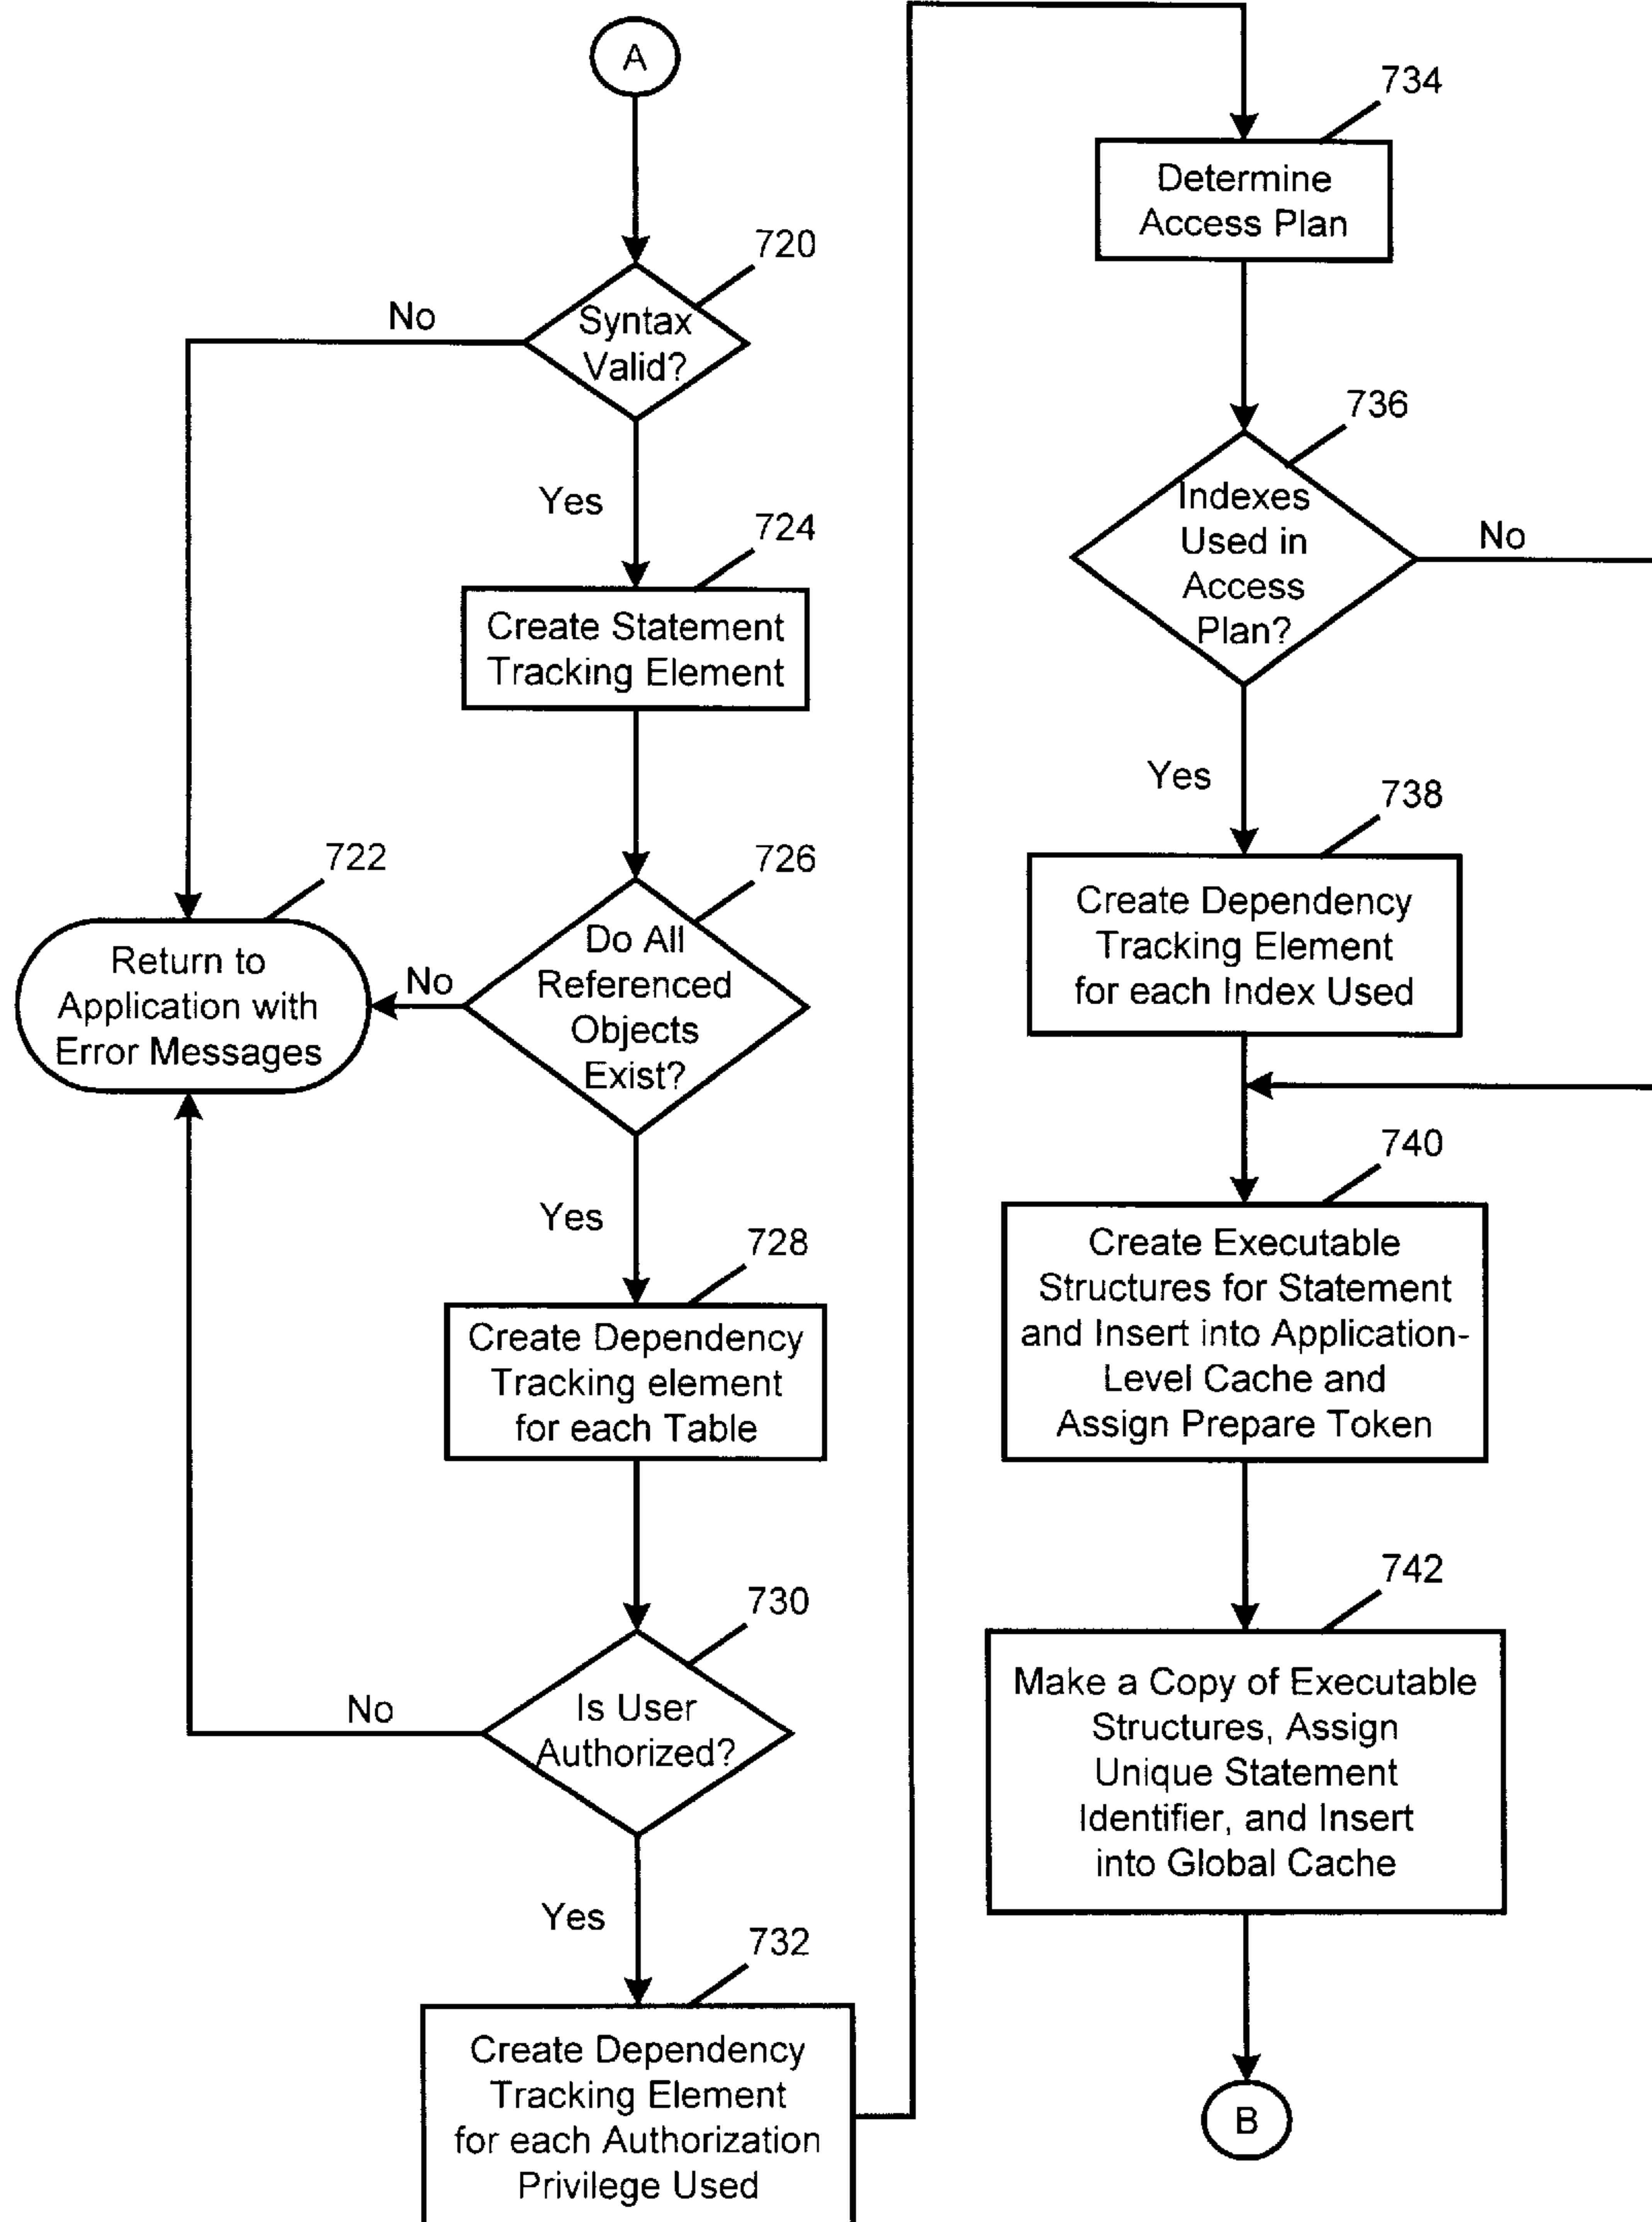 A
720
Syntax
Valid?
No
Yes
724
Create Statement
Tracking Element
722
Return to
Application with
Error Messages
726
Do All
Referenced
Objects
Exist?
No
Yes
728
Create Dependency
Tracking element
for each Table
730
Is User
Authorized?
No
Yes
732
Create Dependency
Tracking Element
for each Authorization
Privilege Used
734
Determine
Access Plan
736
Indexes
Used in
Access
Plan?
No
Yes
738
Create Dependency
Tracking Element
for each Index Used
740
Create Executable
Structures for Statement
and Insert into Application-
Level Cache and
Assign Prepare Token
742
Make a Copy of Executable
Structures, Assign
Unique Statement
Identifier, and Insert
into Global Cache
B